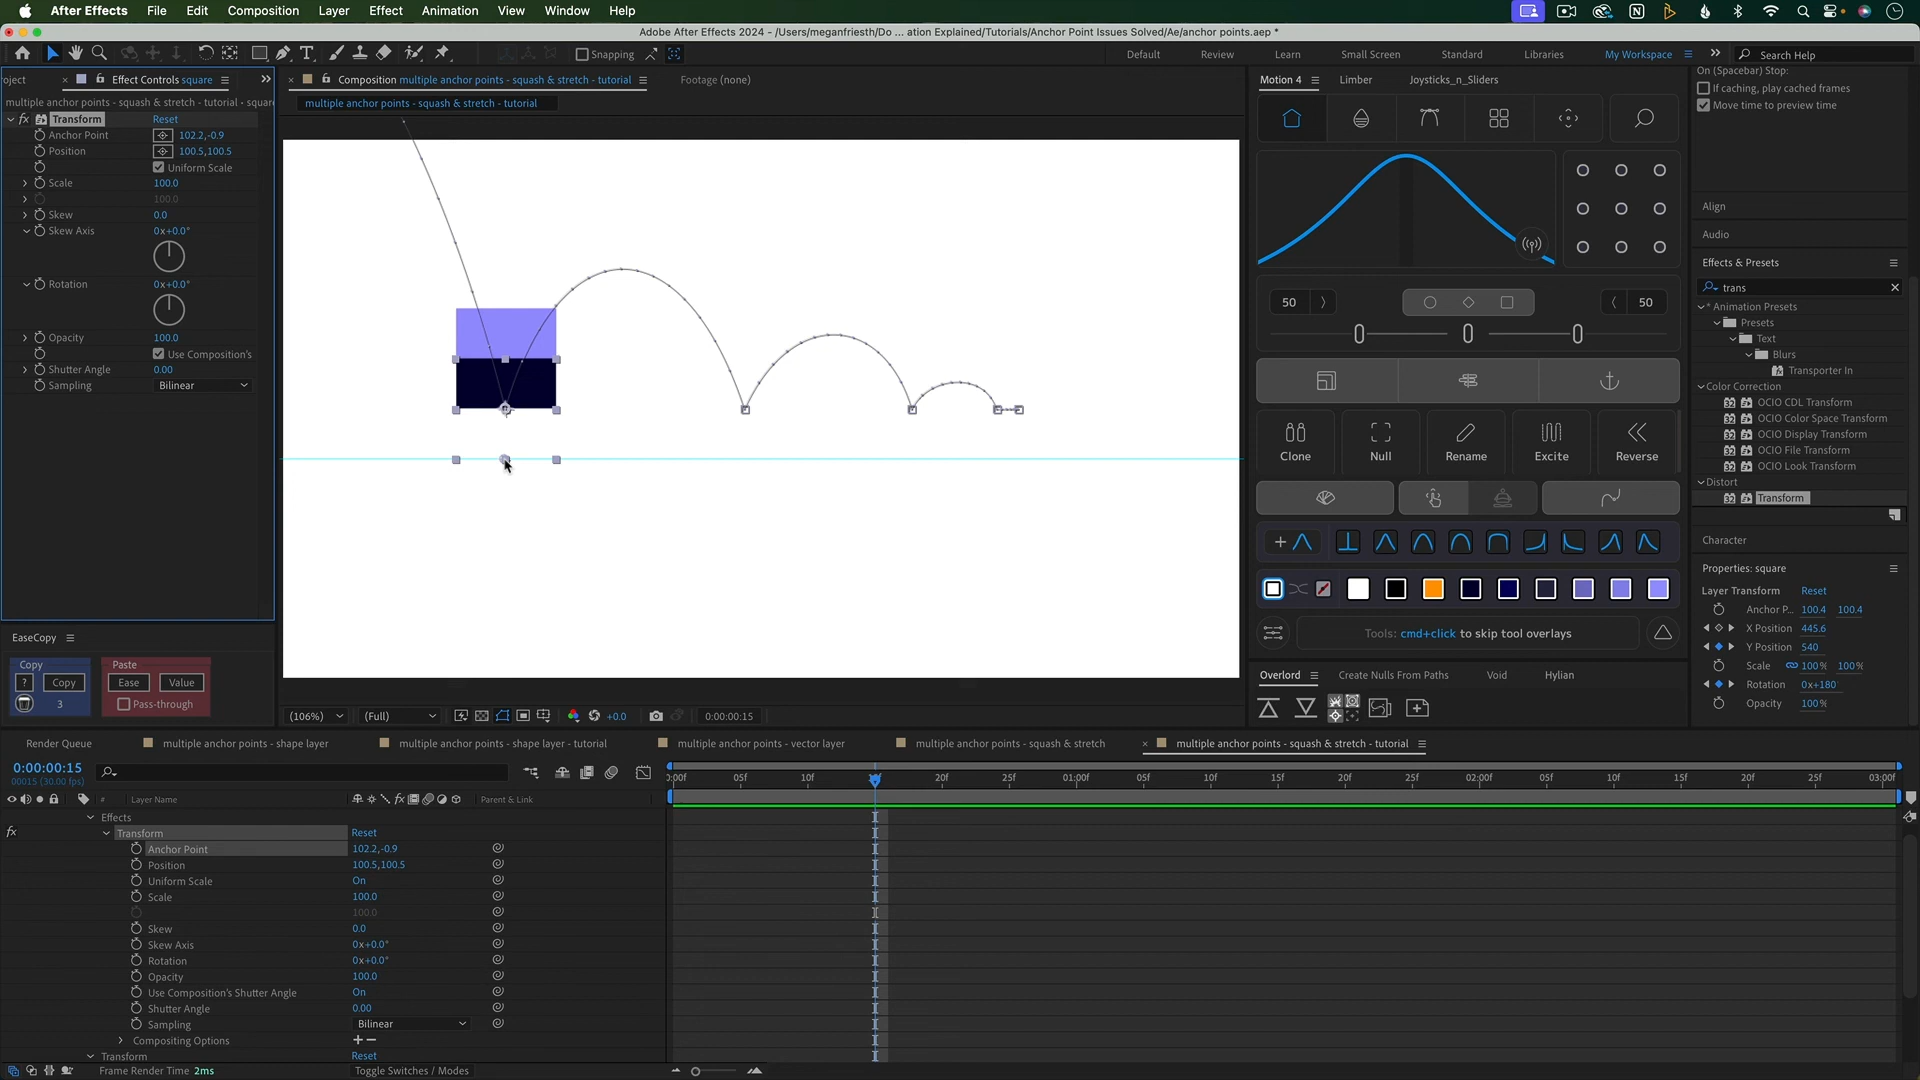 After Effects File Edit Composition Layer Effect Animation View Window Help
Adobe After Effects 2024 - /Users/meganfriesth/Do ... ation Explained/Tutorials/Anchor Point Issues Solved/Ae/anchor points.aep *
Snapping
Default Review Learn Small Screen Standard Libraries My Workspace
Search Help
roject Effect Controls square
multiple anchor points - squash & stretch - tutorial - squar
fx Transform Reset
Anchor Point 102.2,-0.9
Position 100.5,100.5
Uniform Scale
Scale 100.0
100.0
Skew 0.0
Skew Axis 0x+0.0°
Rotation 0x+0.0°
Opacity 100.0
Use Composition's
Shutter Angle 0.00
Sampling Bilinear
EaseCopy
Copy Paste
? Copy Ease Value
3 Pass-through
Composition multiple anchor points - squash & stretch - tutorial Footage (none)
multiple anchor points - squash & stretch - tutorial
(106%) (Full) +0.0 0:00:00:15
Motion 4 Limber Joysticks_n_Sliders
50 50
Clone Null Rename Excite Reverse
Tools: cmd+click to skip tool overlays
Overlord Create Nulls From Paths Void Hylian
On (Spacebar) Stop:
If caching, play cached frames
Move time to preview time
Align
Audio
Effects & Presets
trans
* Animation Presets
Presets
Text
Blurs
Transporter In
Color Correction
32 OCIO CDL Transform
32 OCIO Color Space Transform
32 OCIO Display Transform
32 OCIO File Transform
32 OCIO Look Transform
Distort
32 Transform
Character
Properties: square
Layer Transform Reset
Anchor P... 100.4 100.4
X Position 445.6
Y Position 540
Scale 100% 100%
Rotation 0x+180°
Opacity 100%
Render Queue multiple anchor points - shape layer multiple anchor points - shape layer - tutorial multiple anchor points - vector layer multiple anchor points - squash & stretch multiple anchor points - squash & stretch - tutorial
0:00:00:15
00015 (30.00 fps)
# Layer Name fx Parent & Link
:00f 05f 10f 20f 25f 01:00f 05f 10f 15f 20f 25f 02:00f 05f 10f 15f 20f 25f 03:00f
Effects
fx Transform Reset
Anchor Point 102.2,-0.9
Position 100.5,100.5
Uniform Scale On
Scale 100.0
100.0
Skew 0.0
Skew Axis 0x+0.0°
Rotation 0x+0.0°
Opacity 100.0
Use Composition's Shutter Angle On
Shutter Angle 0.00
Sampling Bilinear
Compositing Options + −
Transform Reset
Frame Render Time 2ms Toggle Switches / Modes